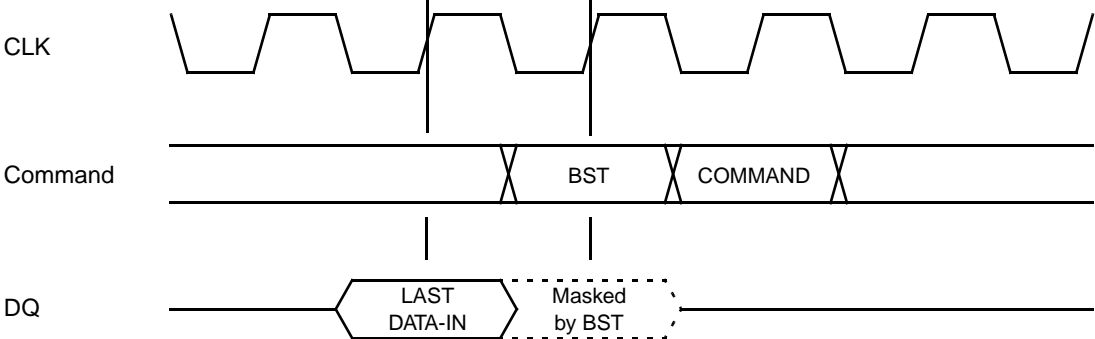 CLK
Command
BST
COMMAND
DQ
LAST
DATA-IN
Masked
by BST